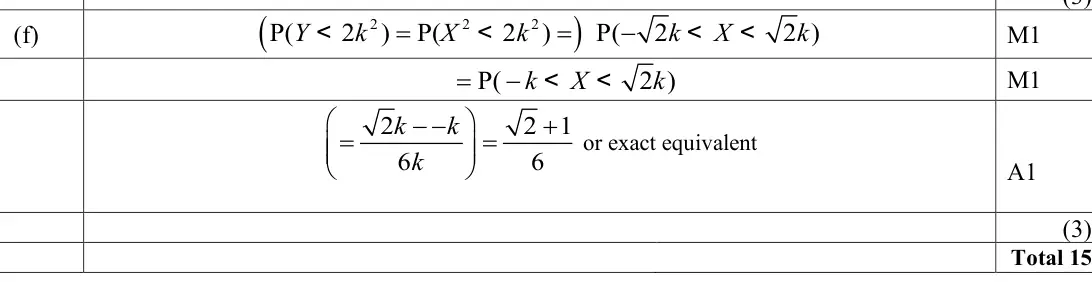 (3)
(f) (P(Y < 2k²) = P(X² < 2k²) =) P(−√2k < X < √2k) M1
= P(−k < X < √2k) M1
(= (√2k − −k)/(6k)) = (√2 + 1)/6 or exact equivalent
A1
(3)
Total 15